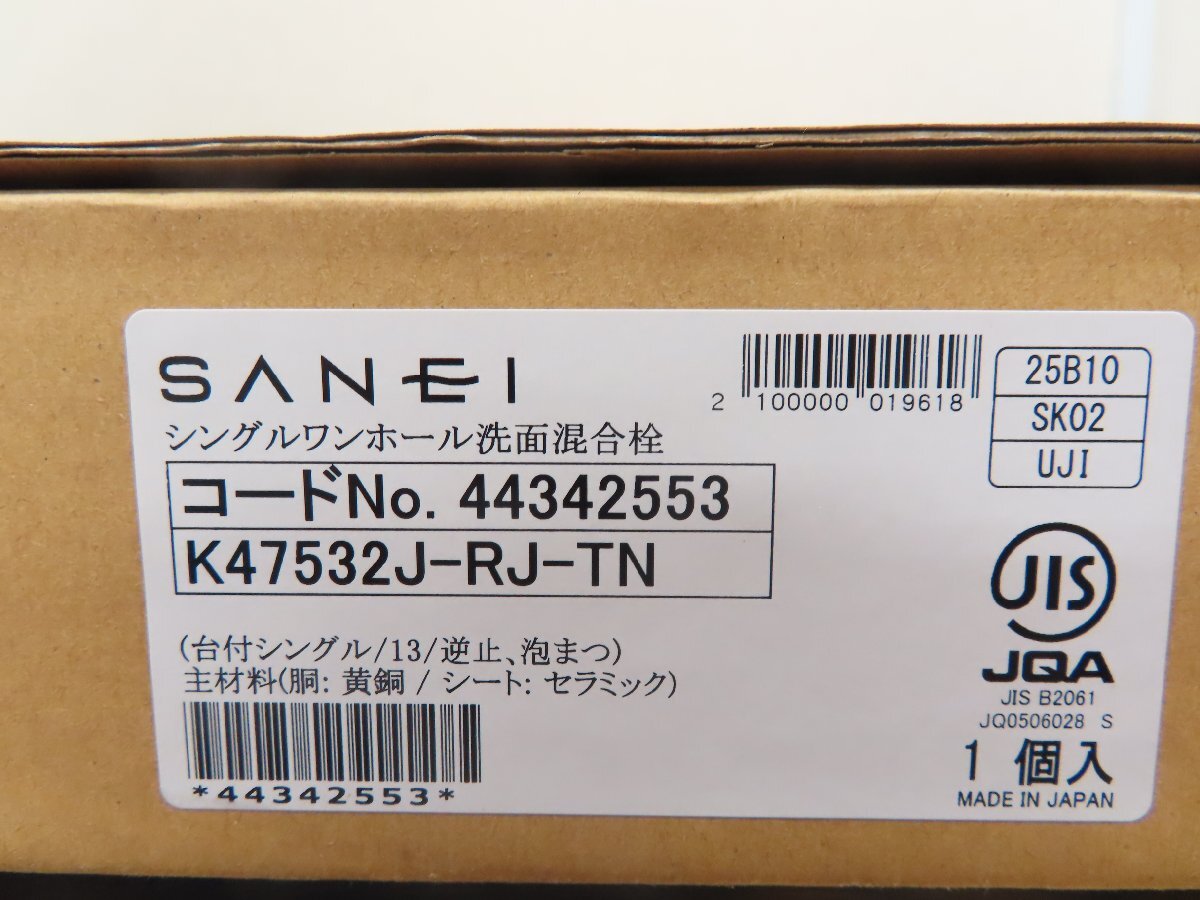 SANEI
シングルワンホール洗面混合栓
コードNo. 44342553
K47532J-RJ-TN
(台付シングル/13/逆止、泡まつ)
主材料(胴: 黄銅 / シート: セラミック)
*44342553*
2 100000 019618
25B10
SK02
UJI
JIS
JQA
JIS B2061
JQ0506028 S
1 個入
MADE IN JAPAN